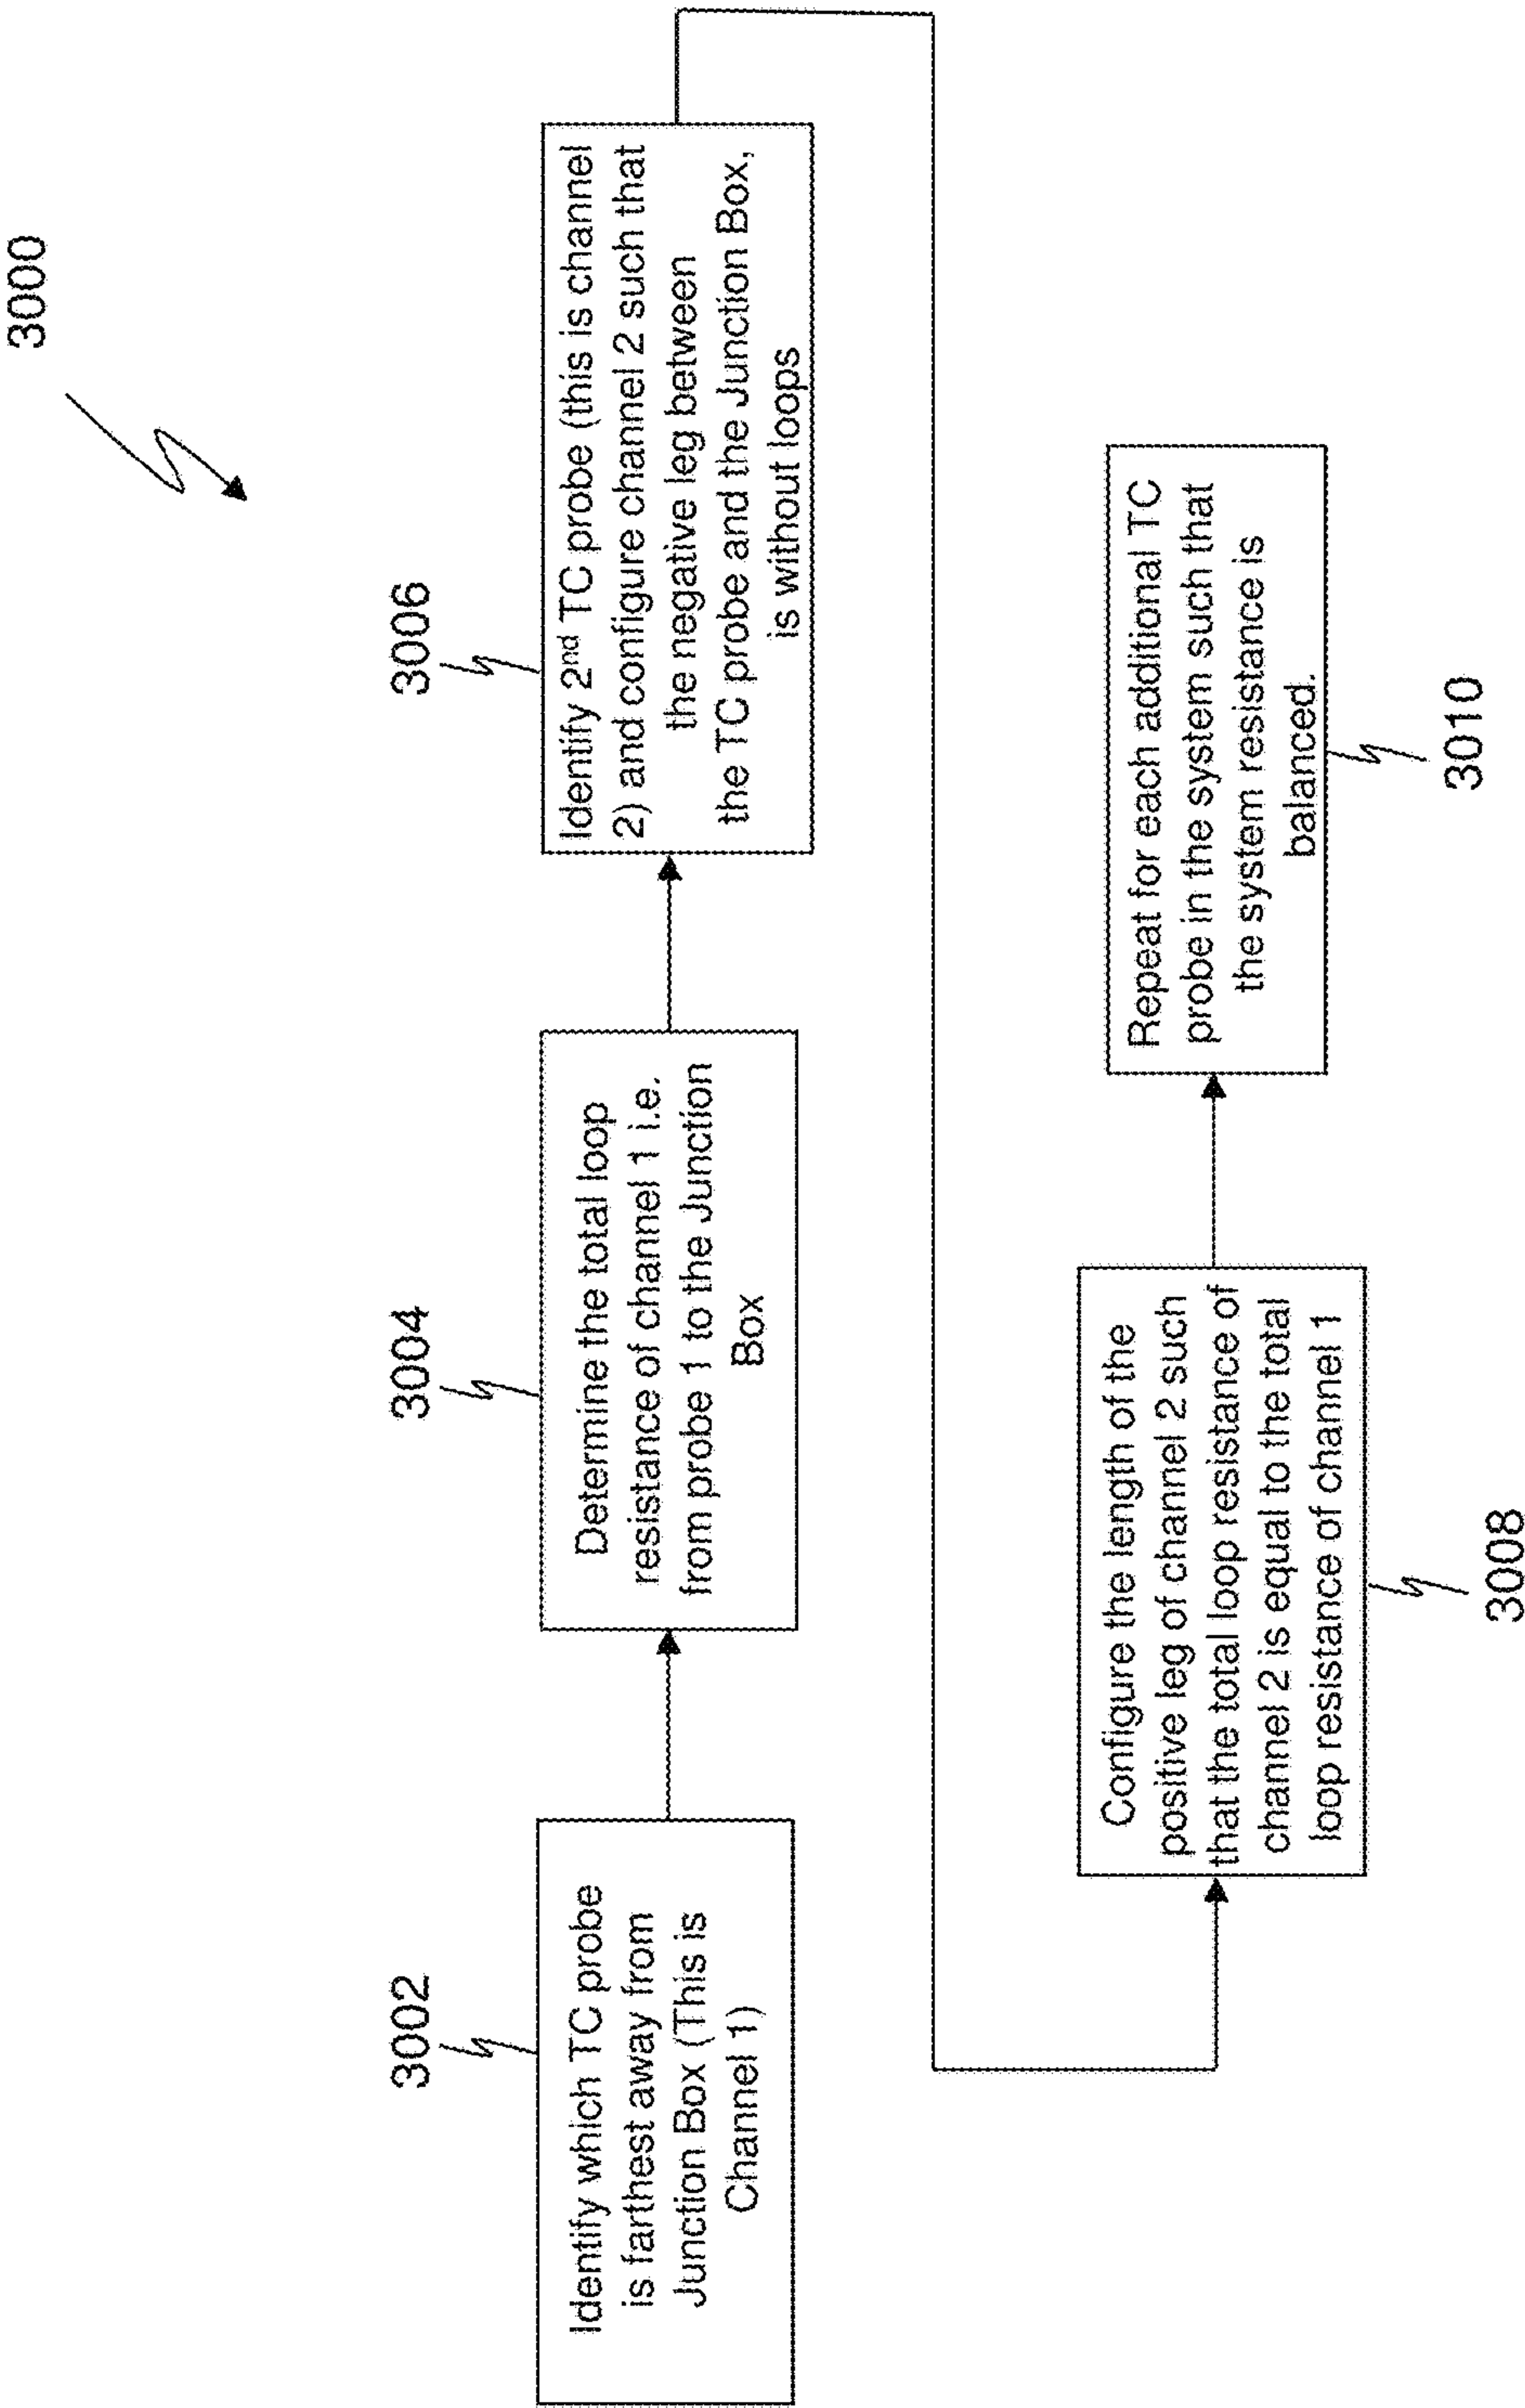 3000
3002
Identify which TC probe
is farthest away from
Junction Box (This is
Channel 1)
3004
Determine the total loop
resistance of channel 1 i.e.
from probe 1 to the Junction
Box
3006
Identify 2nd TC probe (this is channel
2) and configure channel 2 such that
the negative leg between
the TC probe and the Junction Box,
is without loops
Configure the length of the
positive leg of channel 2 such
that the total loop resistance of
channel 2 is equal to the total
loop resistance of channel 1
3008
Repeat for each additional TC
probe in the system such that
the system resistance is
balanced.
3010